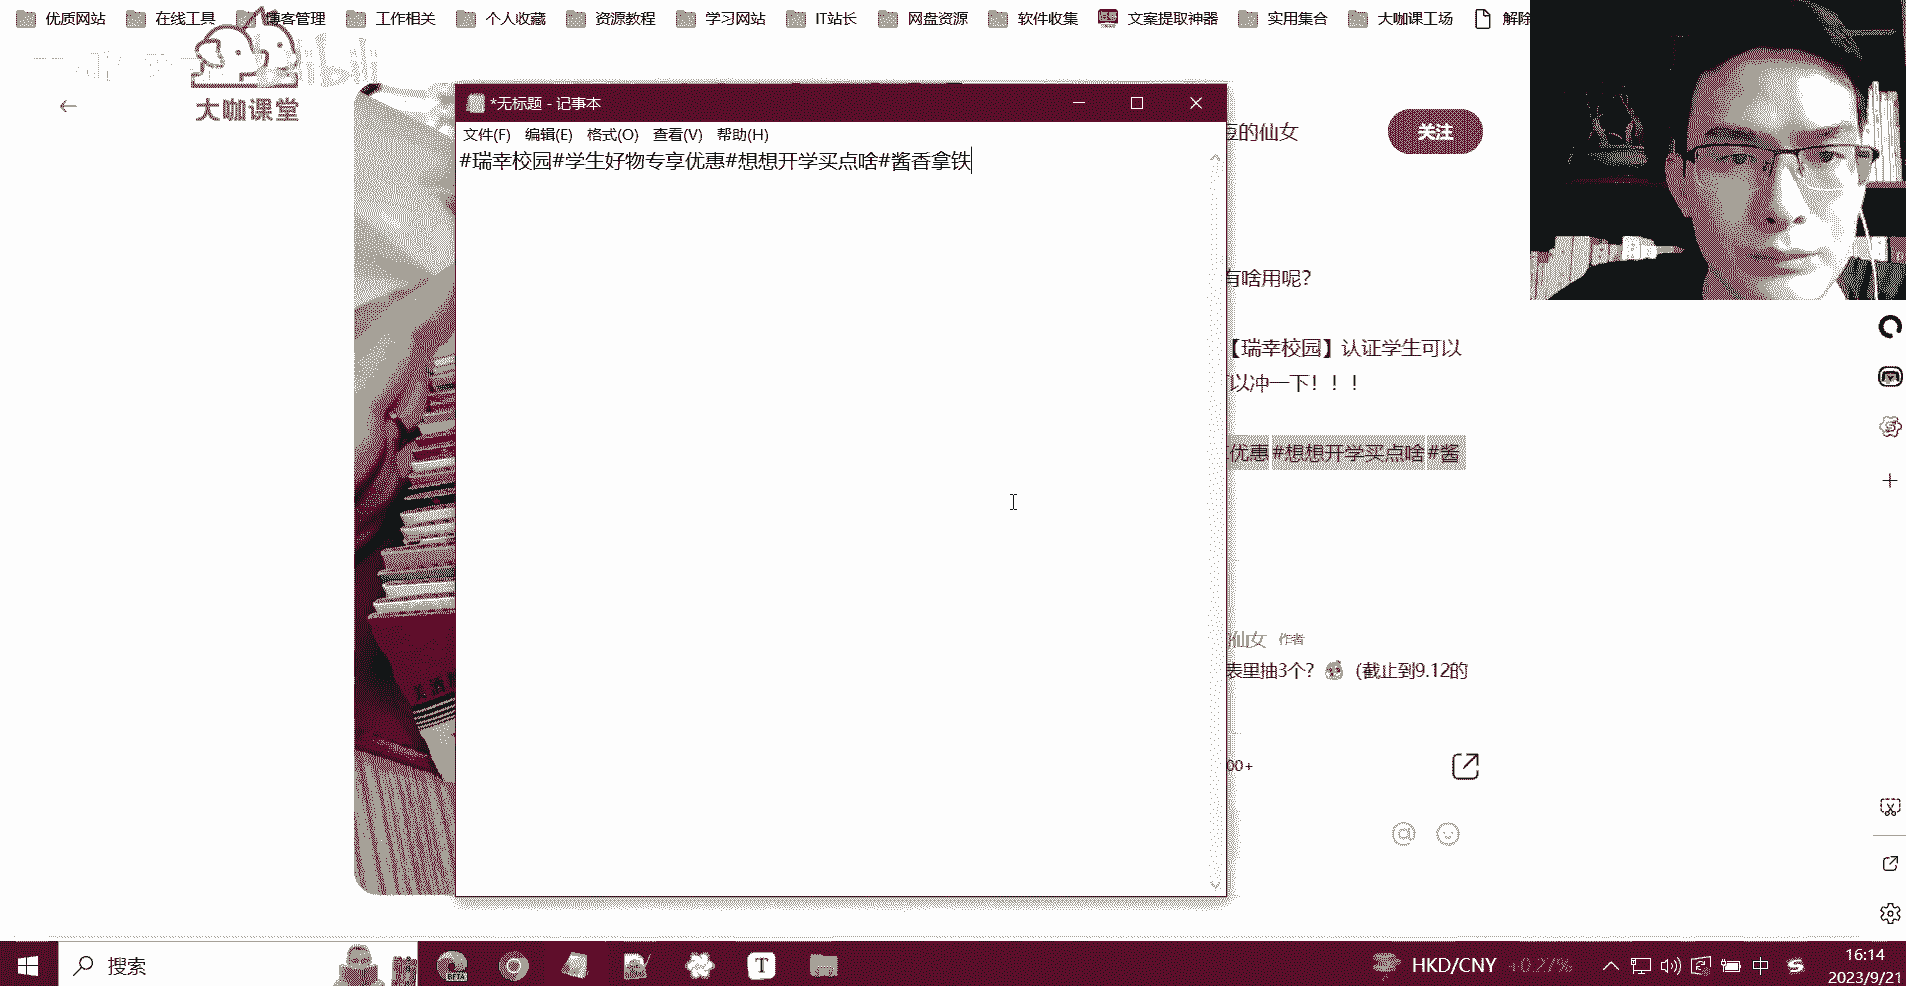 优质网站 在线工具 客管理 工作相关 个人收藏 资源教程 学习网站 IT站长 网盘资源 软件收集 文案提取神器 实用集合 大咖课工场 解除
大咖课堂
*无标题 - 记事本
文件(F) 编辑(E) 格式(O) 查看(V) 帮助(H)
#瑞幸校园#学生好物专享优惠#想想开学买点啥#酱香拿铁
的仙女 关注
有啥用呢?
【瑞幸校园】认证学生可以
以冲一下！！！
优惠 #想想开学买点啥 #酱
仙女 作者
表里抽3个? (截止到9.12的
00+
搜索
BETA
T
HKD/CNY +0.27%
中
16:14
2023/9/21